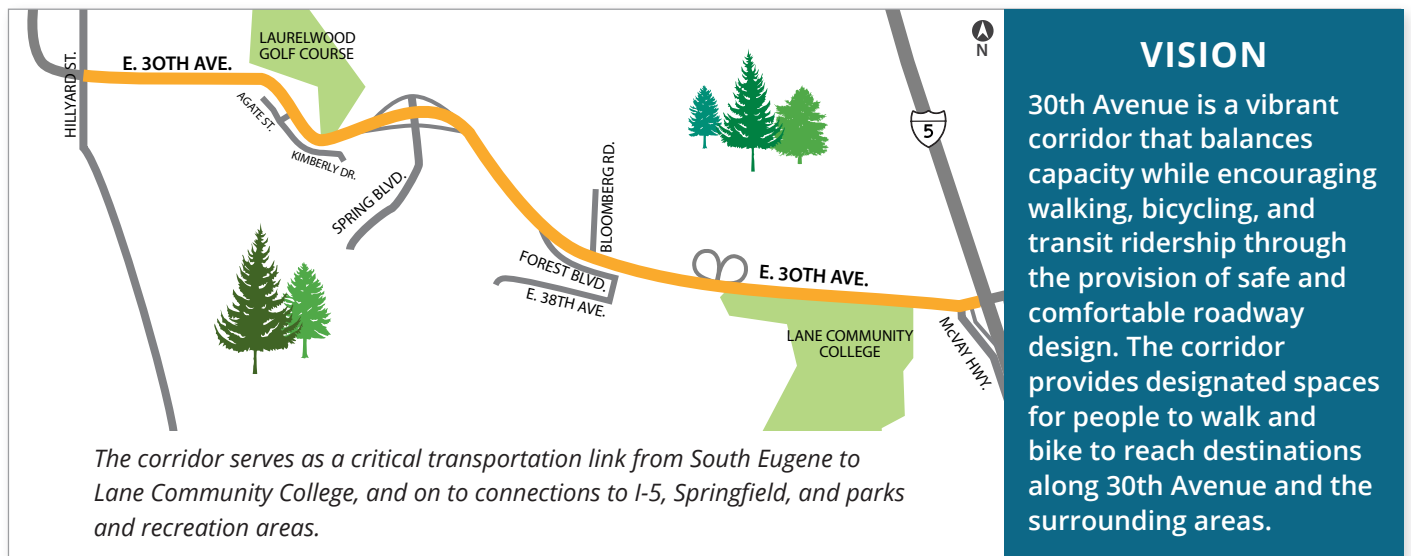 LAURELWOOD
GOLF COURSE
E. 30TH AVE.
HILLYARD ST.
AGATE ST.
KIMBERLY DR.
SPRING BLVD.
BLOOMBERG RD.
FOREST BLVD.
E. 38TH AVE.
E. 30TH AVE.
LANE COMMUNITY
COLLEGE
McVAY HWY.
5
N
The corridor serves as a critical transportation link from South Eugene to
Lane Community College, and on to connections to I-5, Springfield, and parks
and recreation areas.
VISION
30th Avenue is a vibrant
corridor that balances
capacity while encouraging
walking, bicycling, and
transit ridership through
the provision of safe and
comfortable roadway
design. The corridor
provides designated spaces
for people to walk and
bike to reach destinations
along 30th Avenue and the
surrounding areas.